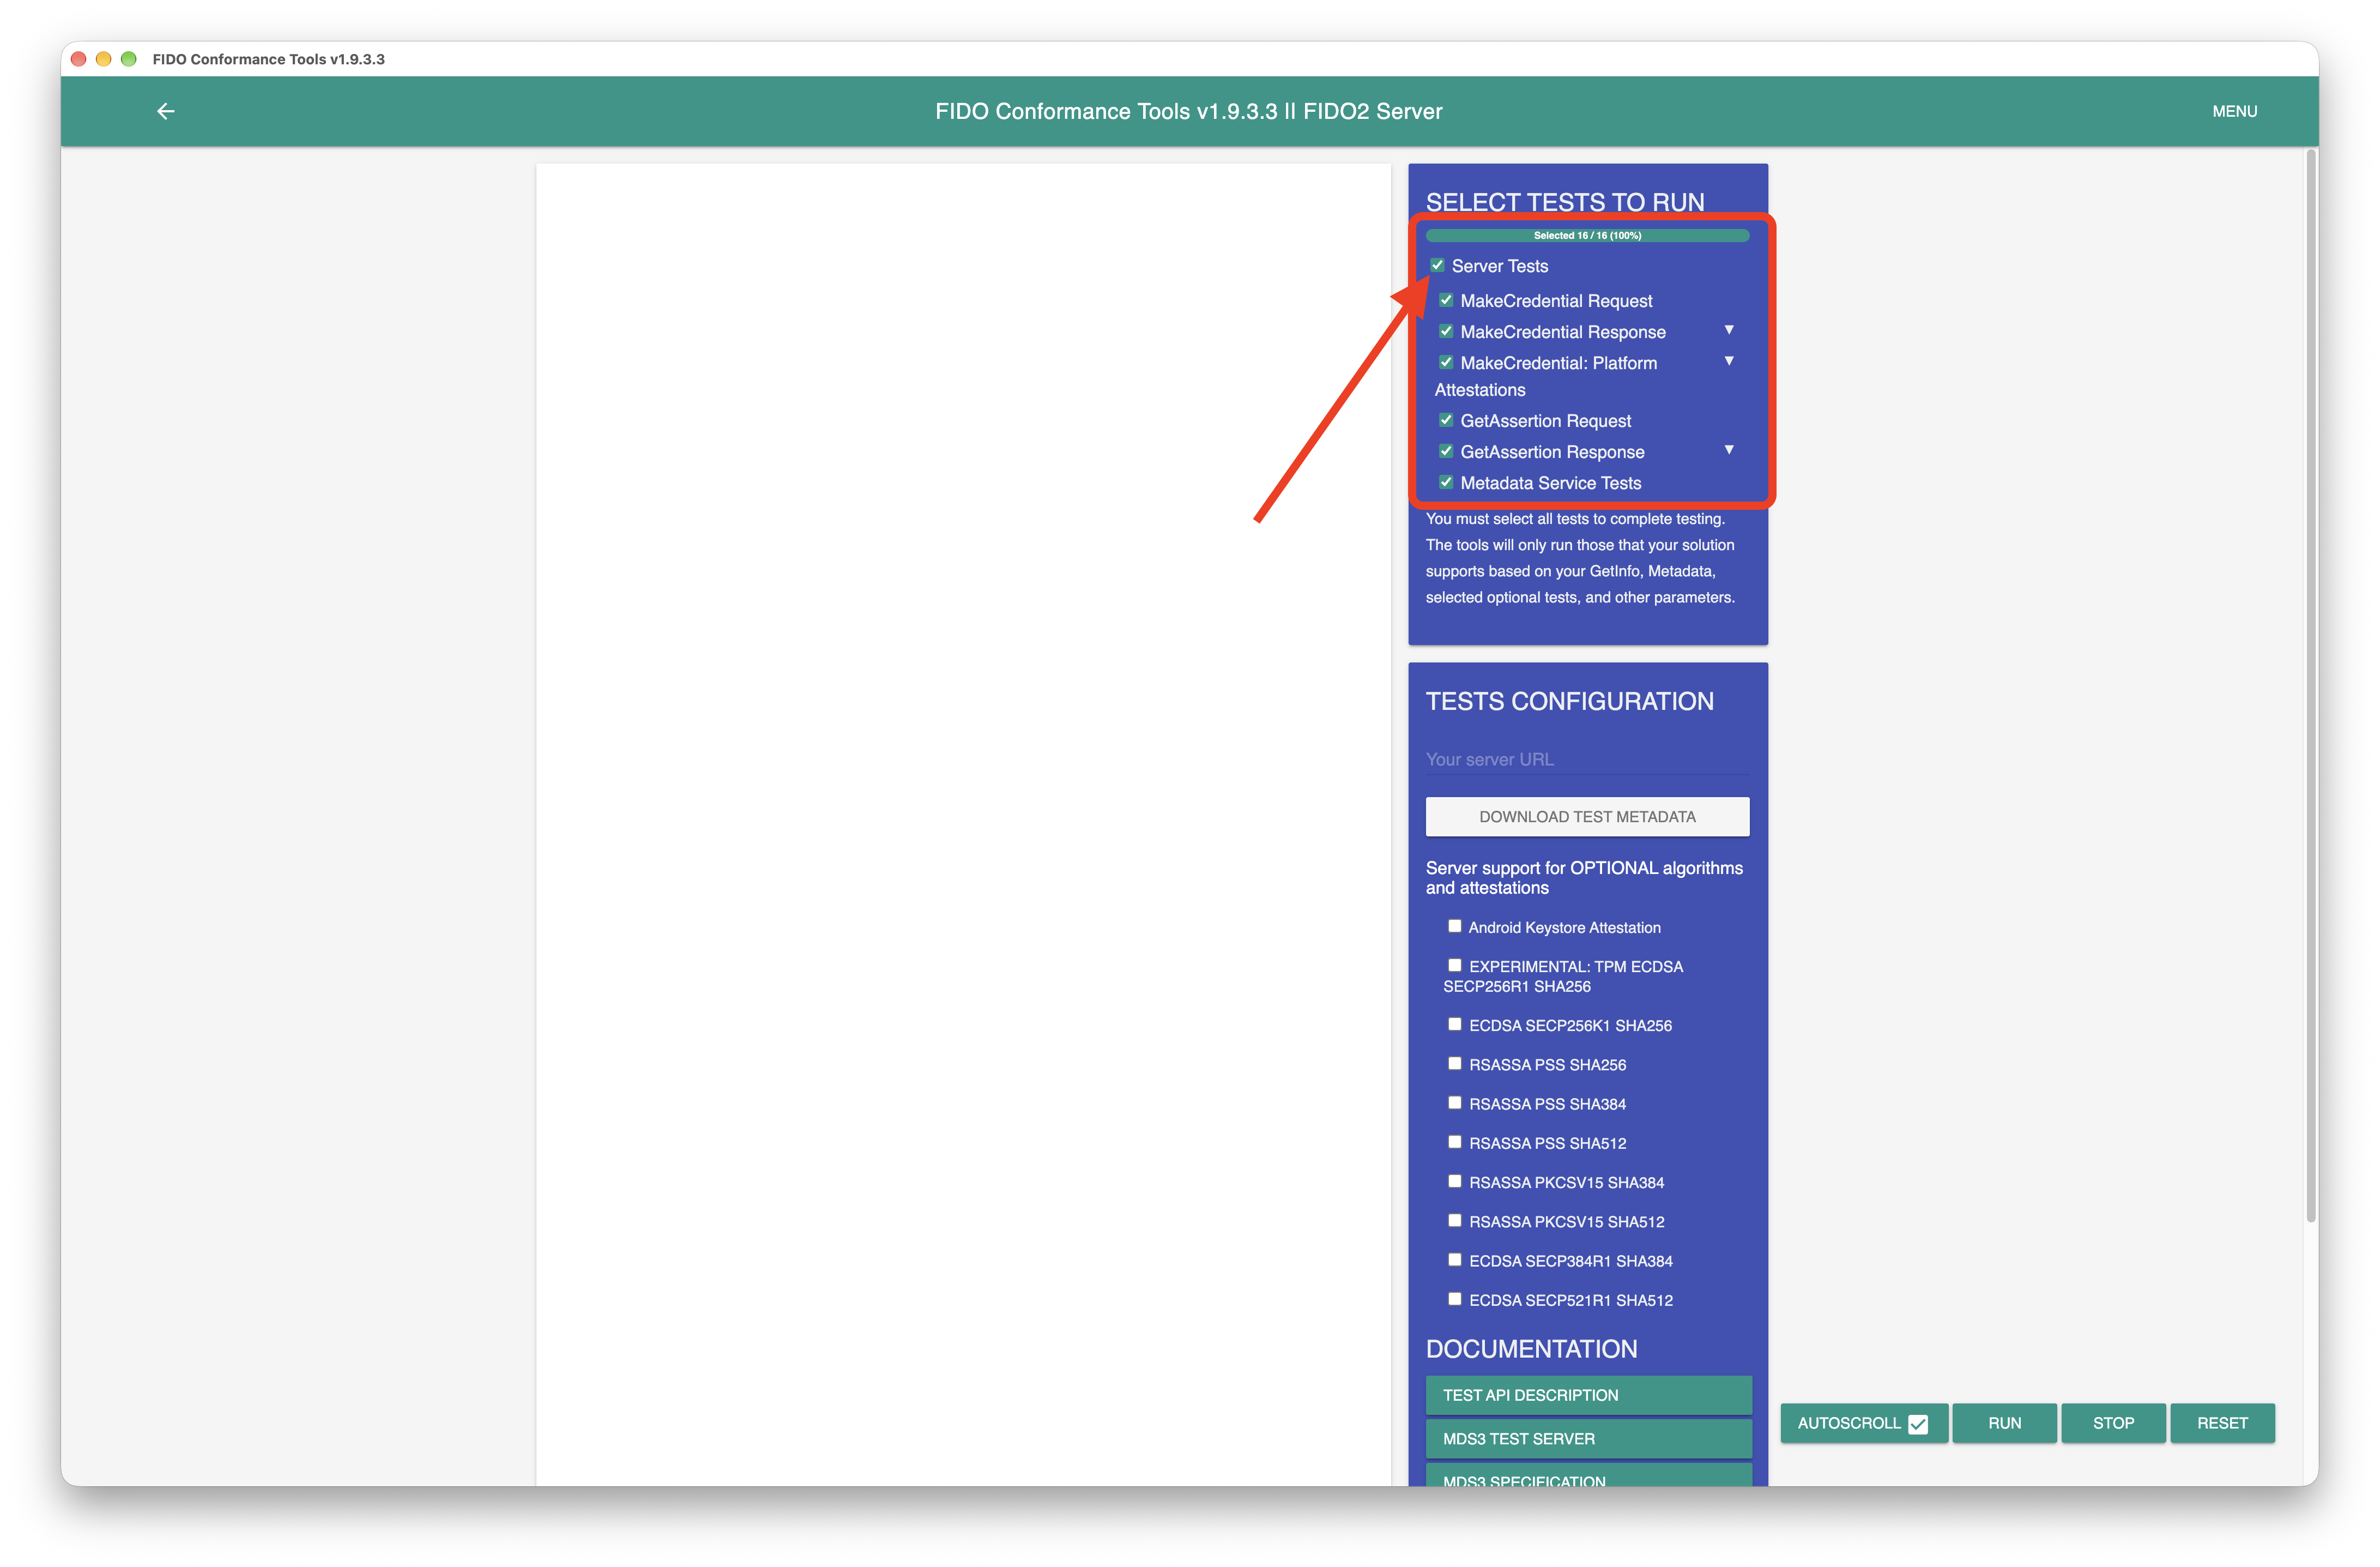 FIDO Conformance Tools v1.9.3.3
FIDO Conformance Tools v1.9.3.3 || FIDO2 Server
MENU
SELECT TESTS TO RUN
Selected 16 / 16 (100%)
Server Tests
MakeCredential Request
MakeCredential Response
MakeCredential: Platform
Attestations
GetAssertion Request
GetAssertion Response
Metadata Service Tests
You must select all tests to complete testing.
The tools will only run those that your solution
supports based on your GetInfo, Metadata,
selected optional tests, and other parameters.
TESTS CONFIGURATION
Your server URL
DOWNLOAD TEST METADATA
Server support for OPTIONAL algorithms
and attestations
Android Keystore Attestation
EXPERIMENTAL: TPM ECDSA
SECP256R1 SHA256
ECDSA SECP256K1 SHA256
RSASSA PSS SHA256
RSASSA PSS SHA384
RSASSA PSS SHA512
RSASSA PKCSV15 SHA384
RSASSA PKCSV15 SHA512
ECDSA SECP384R1 SHA384
ECDSA SECP521R1 SHA512
DOCUMENTATION
TEST API DESCRIPTION
MDS3 TEST SERVER
MDS3 SPECIFICATION
AUTOSCROLL
RUN
STOP
RESET